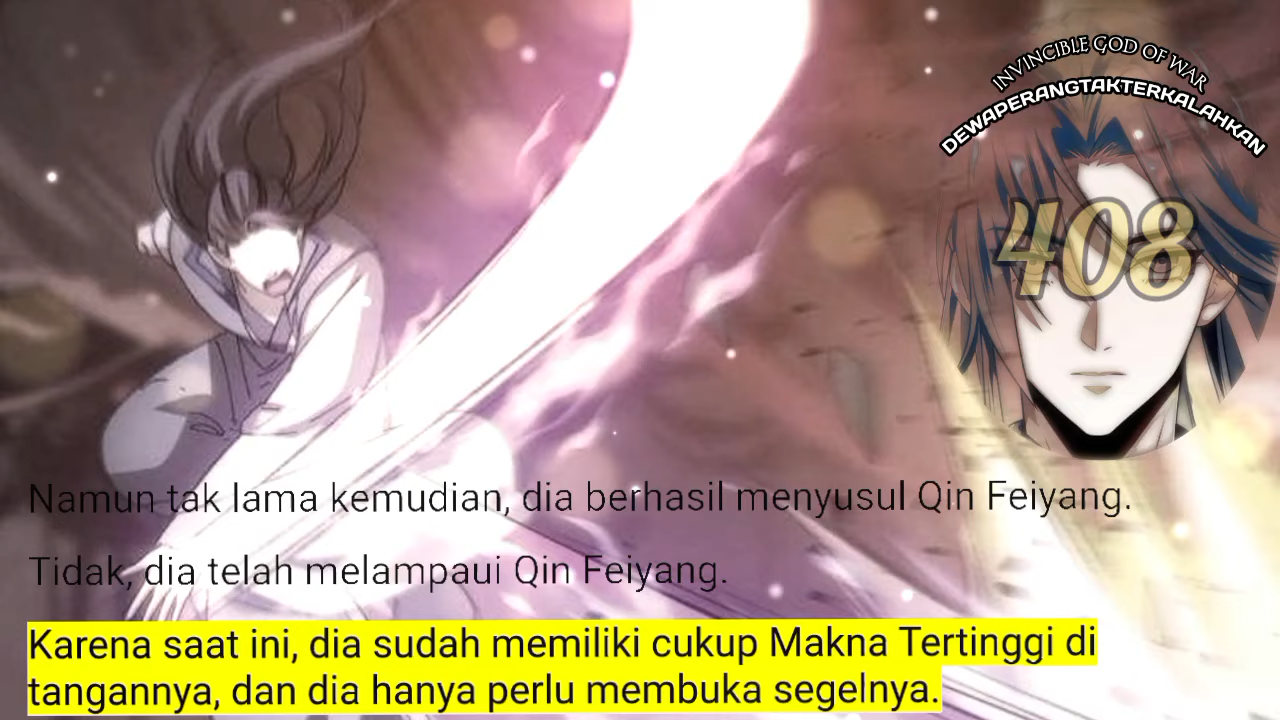 INVINCIBLE GOD OF WAR
DEWAPERANGTAKTERKALAHKAN
408
Namun tak lama kemudian, dia berhasil menyusul Qin Feiyang.
Tidak, dia telah melampaui Qin Feiyang.
Karena saat ini, dia sudah memiliki cukup Makna Tertinggi di
tangannya, dan dia hanya perlu membuka segelnya.